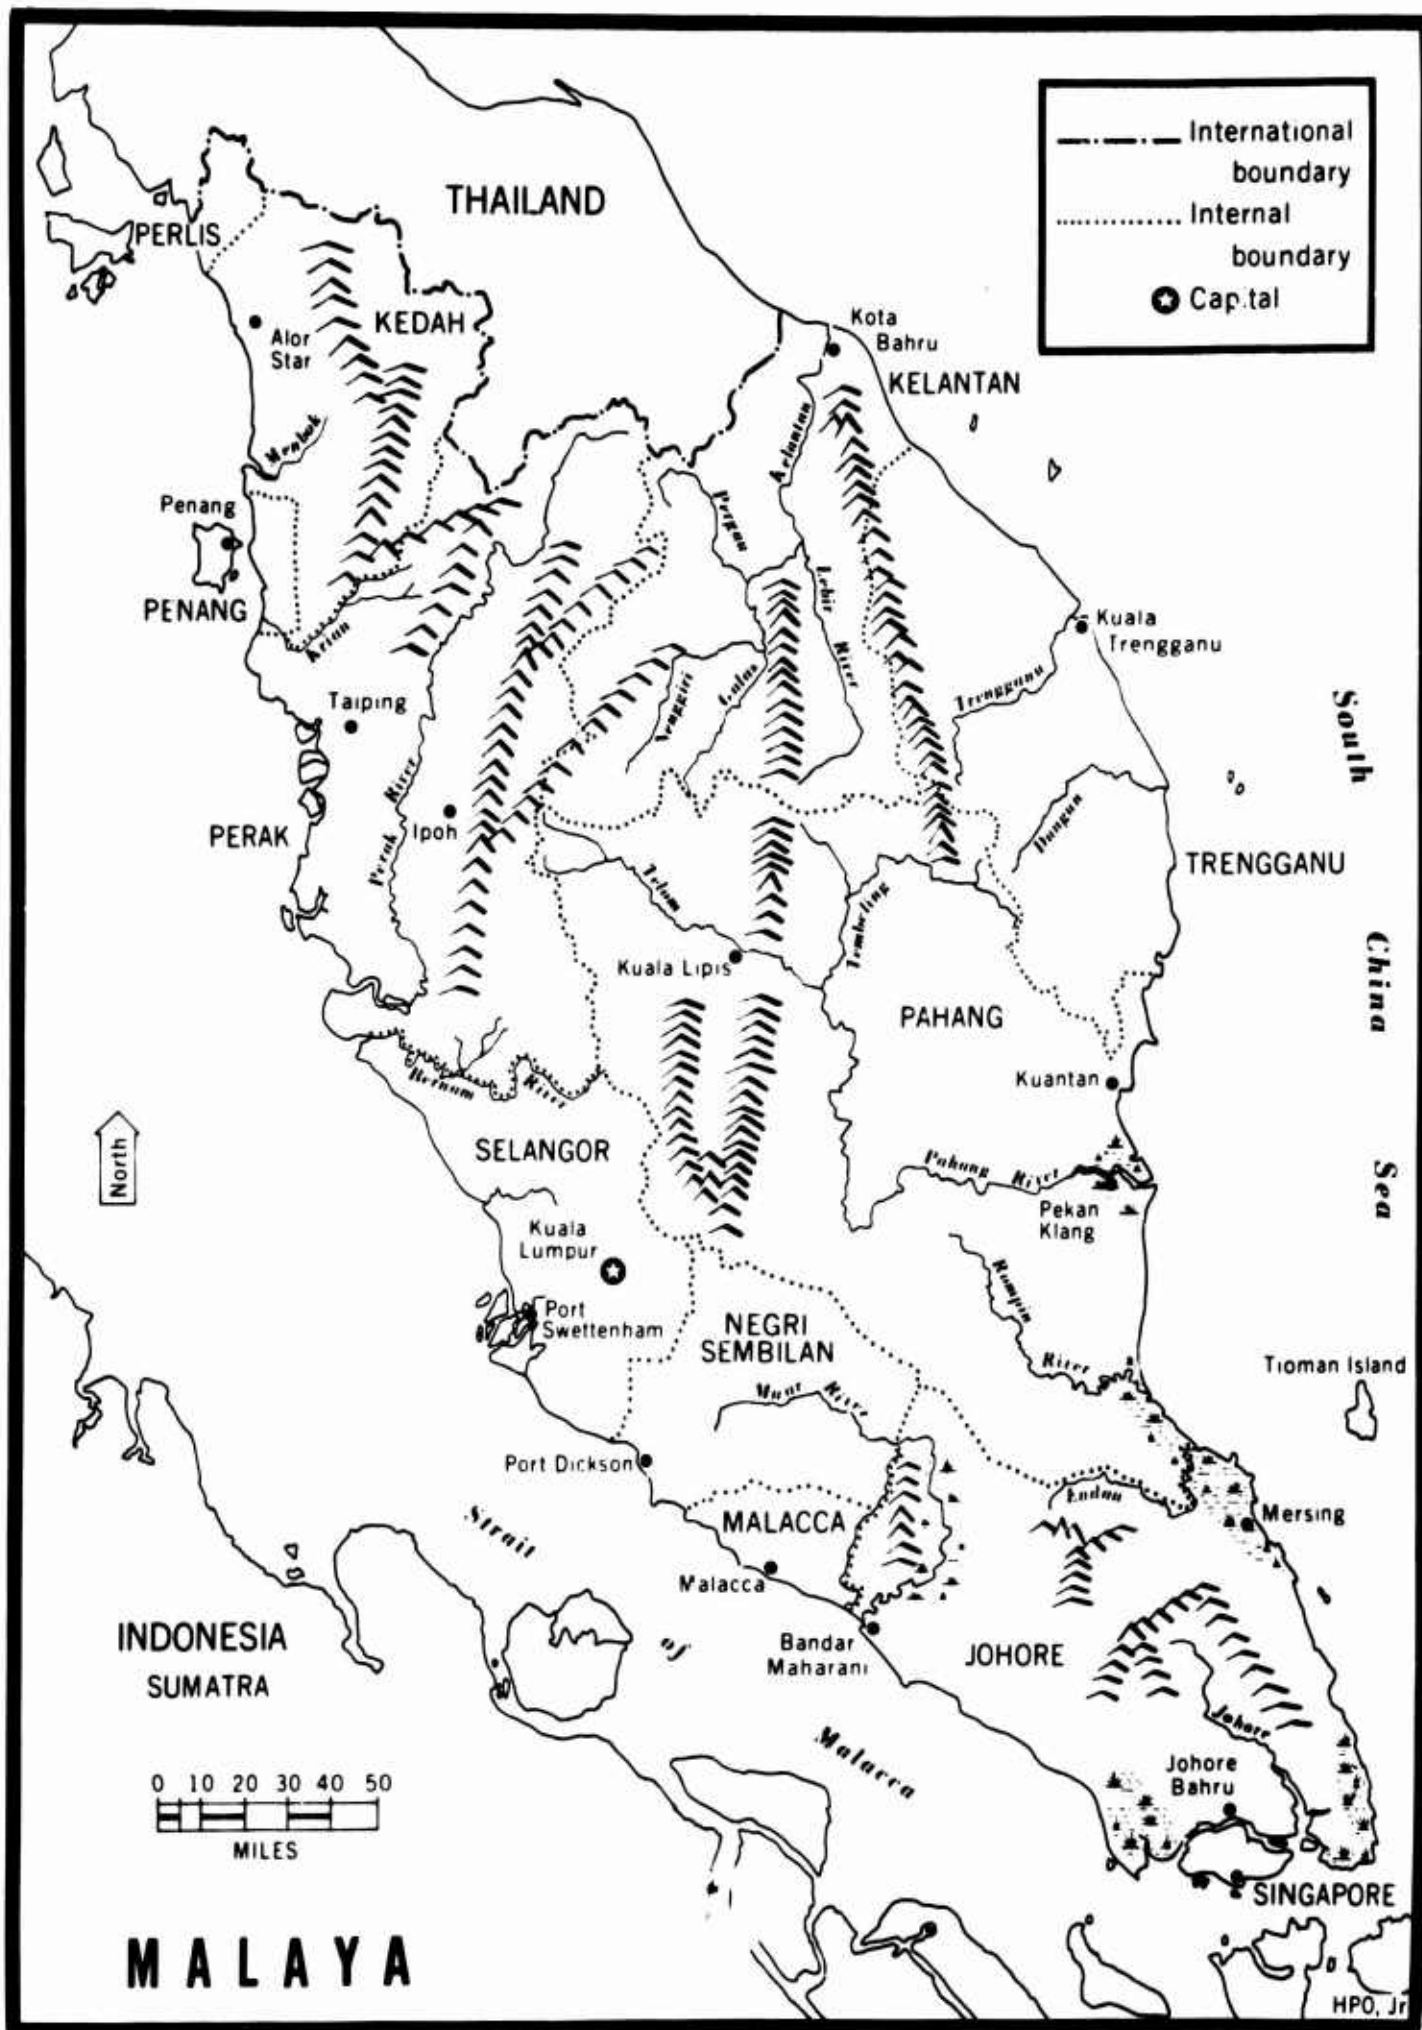 International
boundary
Internal
boundary
Capital
THAILAND
PERLIS
KEDAH
Alor
Star
Kota
Bahru
KELANTAN
Kelantan
Pergau
Lebir
River
Penang
PENANG
Krian
Kuala
Trengganu
Trengganu
Taiping
Nenggiri
Galas
Perak
River
Ipoh
PERAK
Dungun
TRENGGANU
South
China
Sea
Telom
Tembeling
Kuala Lipis
PAHANG
Kuantan
Bernam
River
SELANGOR
North
Pahang
River
Pekan
Klang
Kuala
Lumpur
Port
Swettenham
Rompin
River
NEGRI
SEMBILAN
Muar
River
Tioman Island
Port Dickson
Endau
Mersing
MALACCA
Malacca
Strait
of
Malacca
Bandar
Maharani
JOHORE
INDONESIA
SUMATRA
Johore
Johore
Bahru
0 10 20 30 40 50
MILES
SINGAPORE
MALAYA
HPO, Jr